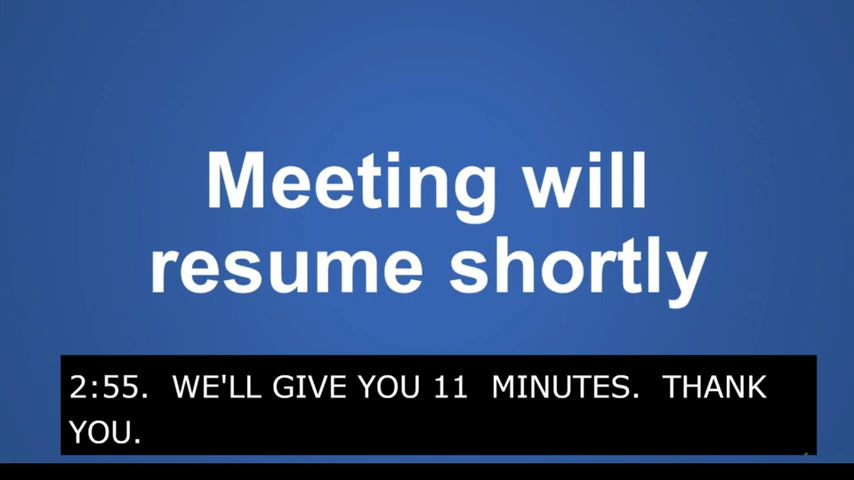 Meeting will
resume shortly
2:55. WE'LL GIVE YOU 11 MINUTES. THANK
YOU.